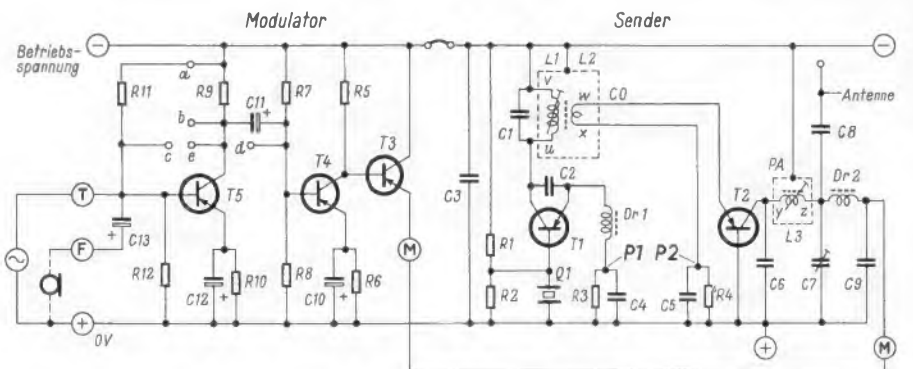 Modulator
Sender
Betriebs-
spannung
−
−
a
R11
R9
C11
+
R7
R5
L1
L2
v
w
C0
x
u
C1
Antenne
b
c
e
d
T5
T4
T3
C3
C2
C8
PA
Dr2
T
T2
y
z
L3
Dr1
T1
+
C13
F
R12
C12
+
R10
R8
C10
+
R6
M
R1
R2
Q1
P1
P2
R3
C4
C5
R4
C6
C7
C9
+
0V
+
M